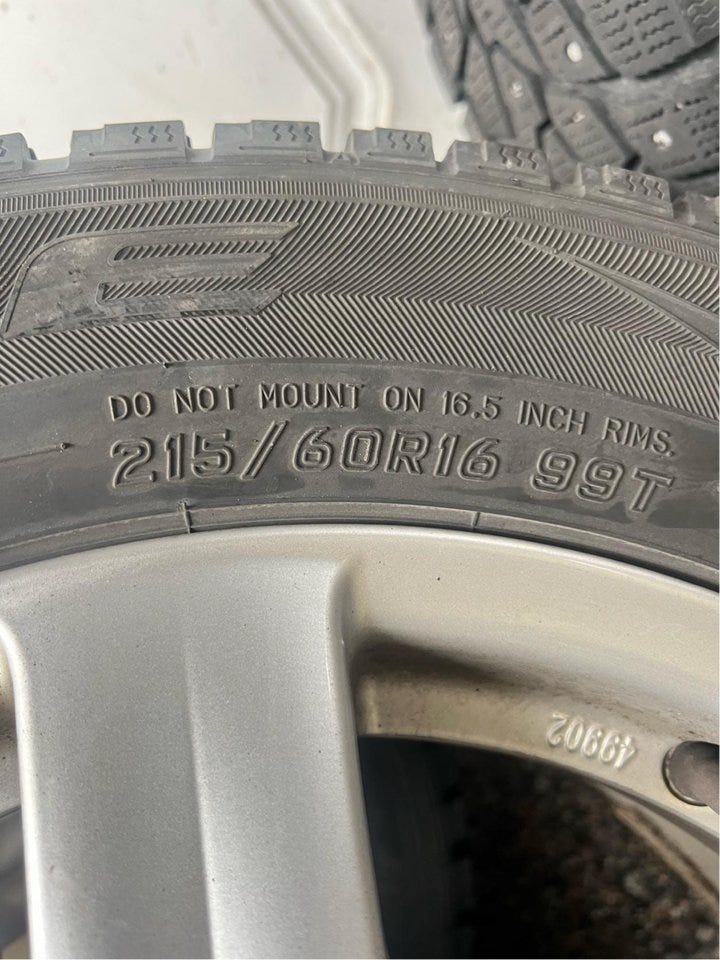 E
DO NOT MOUNT ON 16.5 INCH RIMS.
215/60R16 99T
49902